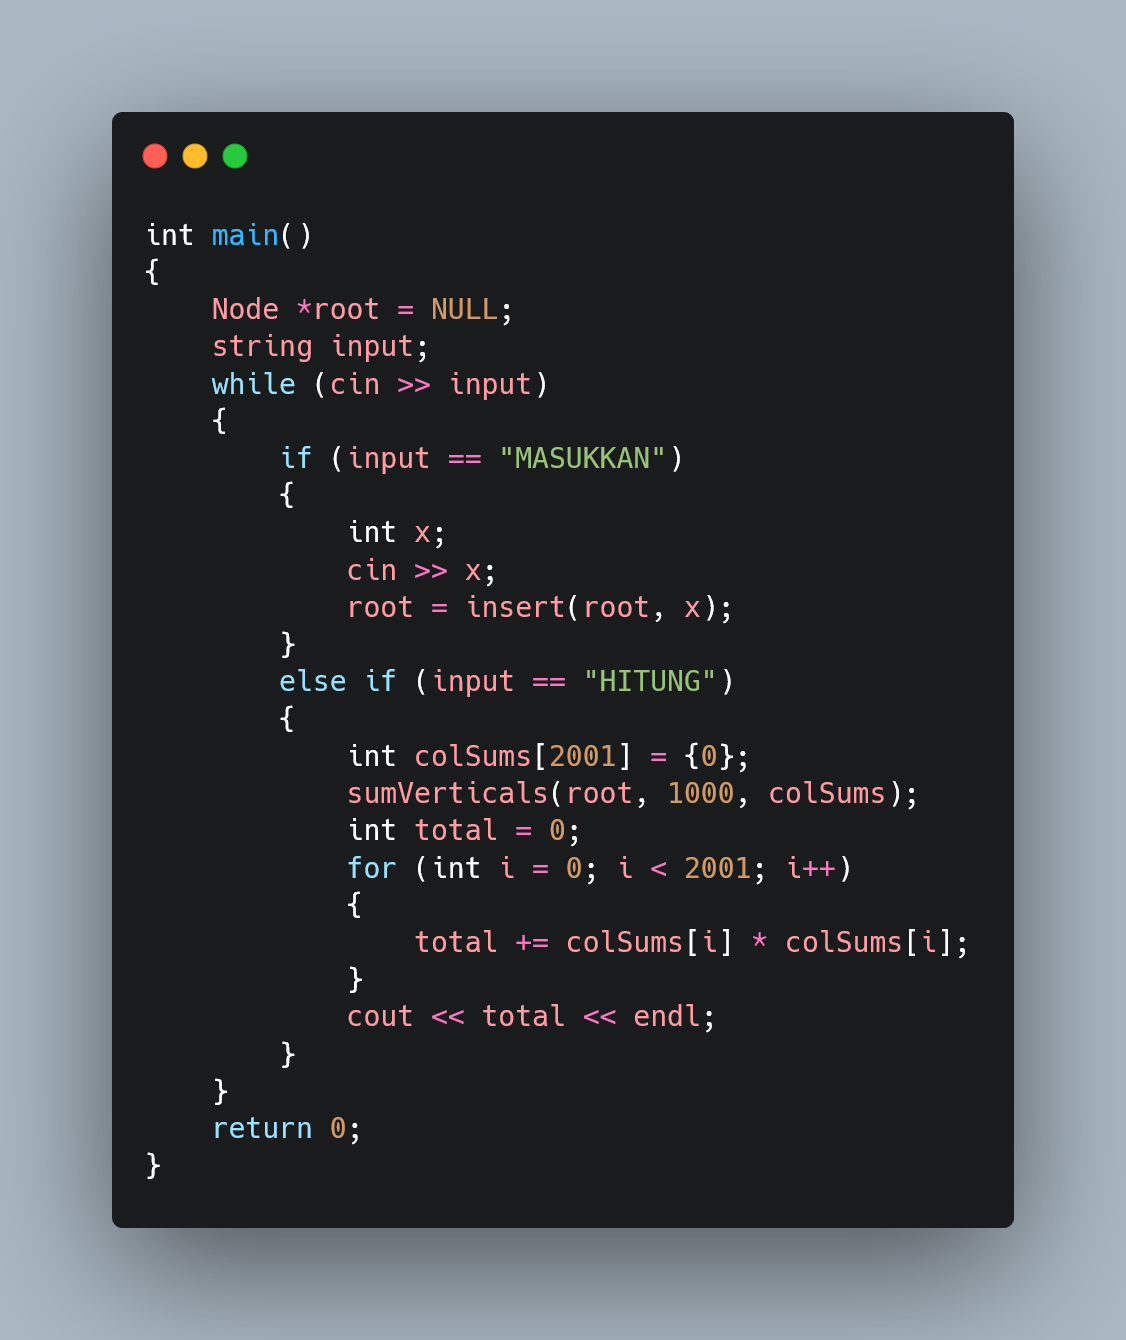 int main()
{
    Node *root = NULL;
    string input;
    while (cin >> input)
    {
        if (input == "MASUKKAN")
        {
            int x;
            cin >> x;
            root = insert(root, x);
        }
        else if (input == "HITUNG")
        {
            int colSums[2001] = {0};
            sumVerticals(root, 1000, colSums);
            int total = 0;
            for (int i = 0; i < 2001; i++)
            {
                total += colSums[i] * colSums[i];
            }
            cout << total << endl;
        }
    }
    return 0;
}